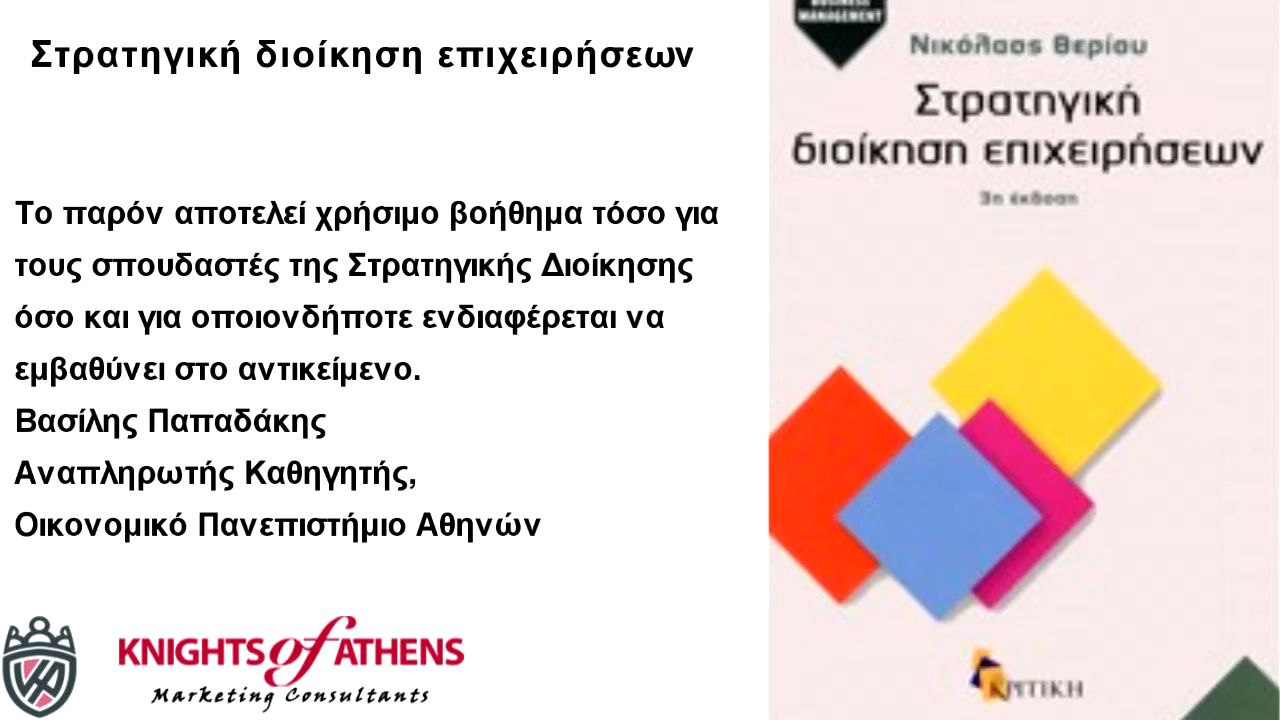 Στρατηγική διοίκηση επιχειρήσεων
Το παρόν αποτελεί χρήσιμο βοήθημα τόσο για
τους σπουδαστές της Στρατηγικής Διοίκησης
όσο και για οποιονδήποτε ενδιαφέρεται να
εμβαθύνει στο αντικείμενο.
Βασίλης Παπαδάκης
Αναπληρωτής Καθηγητής,
Οικονομικό Πανεπιστήμιο Αθηνών
KNIGHTS of ATHENS
Marketing Consultants
BUSINESS
MANAGEMENT
Νικόλαος Θερίου
Στρατηγική
διοίκηση επιχειρήσεων
3η έκδοση
ΚΡΙΤΙΚΗ